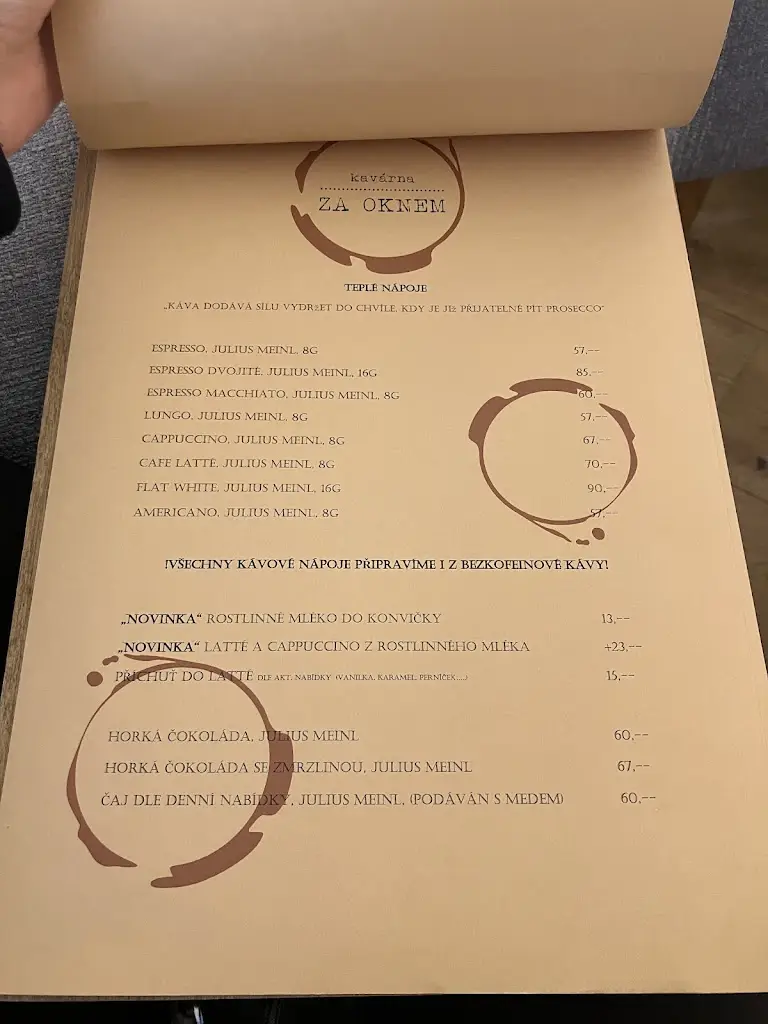 kavárna
ZA OKNEM
TEPLÉ NÁPOJE
„KÁVA DODÁVÁ SÍLU VYDRŽET DO CHVÍLE, KDY JE JIŽ PŘIJATELNÉ PÍT PROSECCO"
ESPRESSO, JULIUS MEINL, 8G 57,--
ESPRESSO DVOJITÉ, JULIUS MEINL, 16G 85,--
ESPRESSO MACCHIATO, JULIUS MEINL, 8G 60,--
LUNGO, JULIUS MEINL, 8G 57,--
CAPPUCCINO, JULIUS MEINL, 8G 67,--
CAFE LATTÉ, JULIUS MEINL, 8G 70,--
FLAT WHITE, JULIUS MEINL, 16G 90,--
AMERICANO, JULIUS MEINL, 8G 57,--
!VŠECHNY KÁVOVÉ NÁPOJE PŘIPRAVÍME I Z BEZKOFEINOVÉ KÁVY!
„NOVINKA" ROSTLINNÉ MLÉKO DO KONVIČKY 13,--
„NOVINKA" LATTÉ A CAPPUCCINO Z ROSTLINNÉHO MLÉKA +23,--
PŘÍCHUŤ DO LATTÉ DLE AKT. NABÍDKY (VANILKA, KARAMEL, PERNÍČEK....) 15,--
HORKÁ ČOKOLÁDA, JULIUS MEINL 60,--
HORKÁ ČOKOLÁDA SE ZMRZLINOU, JULIUS MEINL 67,--
ČAJ DLE DENNÍ NABÍDKY, JULIUS MEINL, (PODÁVÁN S MEDEM) 60,--